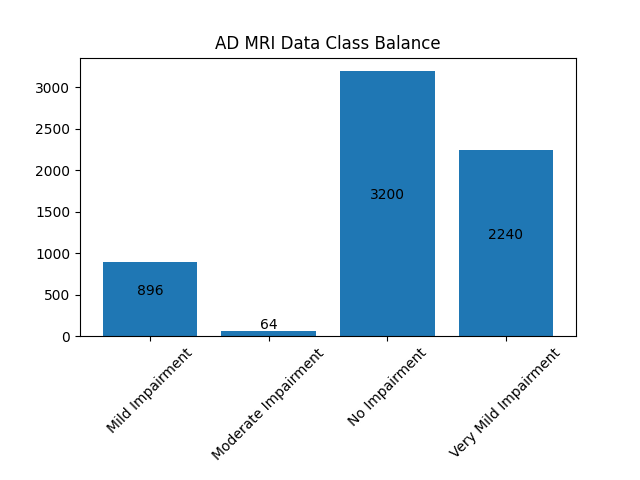 AD MRI Data Class Balance
3000
2500
2000
1500
1000
500
0
896
64
3200
2240
Mild Impairment
Moderate Impairment
No Impairment
Very Mild Impairment